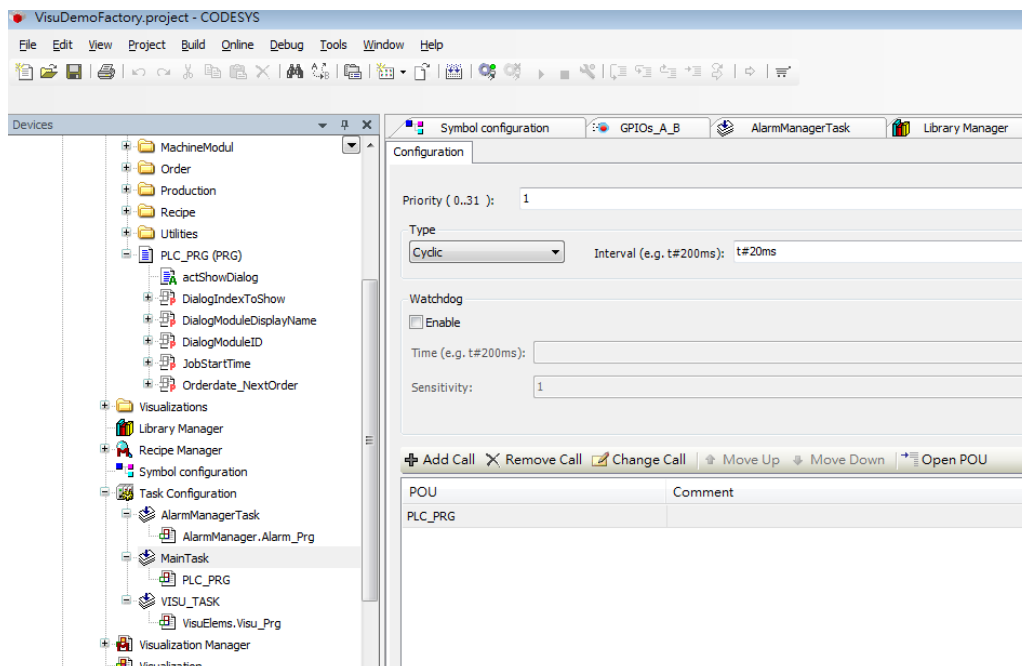 VisuDemoFactory.project - CODESYS
File Edit View Project Build Online Debug Tools Window Help
Devices
MachineModul
Order
Production
Recipe
Utilities
PLC_PRG (PRG)
actShowDialog
DialogIndexToShow
DialogModuleDisplayName
DialogModuleID
JobStartTime
Orderdate_NextOrder
Visualizations
Library Manager
Recipe Manager
Symbol configuration
Task Configuration
AlarmManagerTask
AlarmManager.Alarm_Prg
MainTask
PLC_PRG
VISU_TASK
VisuElems.Visu_Prg
Visualization Manager
Visualization
Symbol configuration GPIOs_A_B AlarmManagerTask Library Manager
Configuration
Priority ( 0..31 ): 1
Type
Cyclic Interval (e.g. t#200ms): t#20ms
Watchdog
Enable
Time (e.g. t#200ms):
Sensitivity: 1
Add Call Remove Call Change Call Move Up Move Down Open POU
POU Comment
PLC_PRG